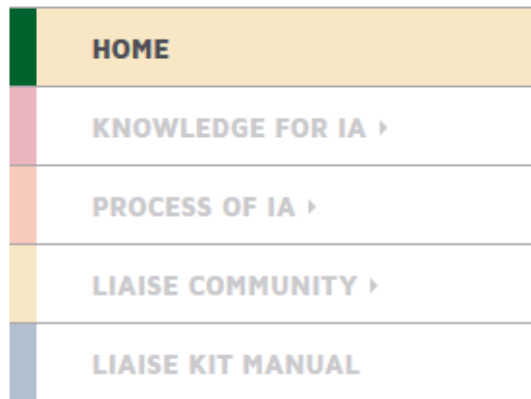 HOME
KNOWLEDGE FOR IA
PROCESS OF IA
LIAISE COMMUNITY
LIAISE KIT MANUAL